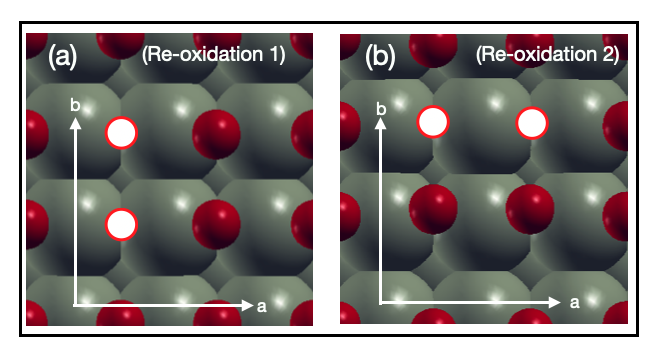 (a) (Re-oxidation 1)
b
a
(b) (Re-oxidation 2)
b
a